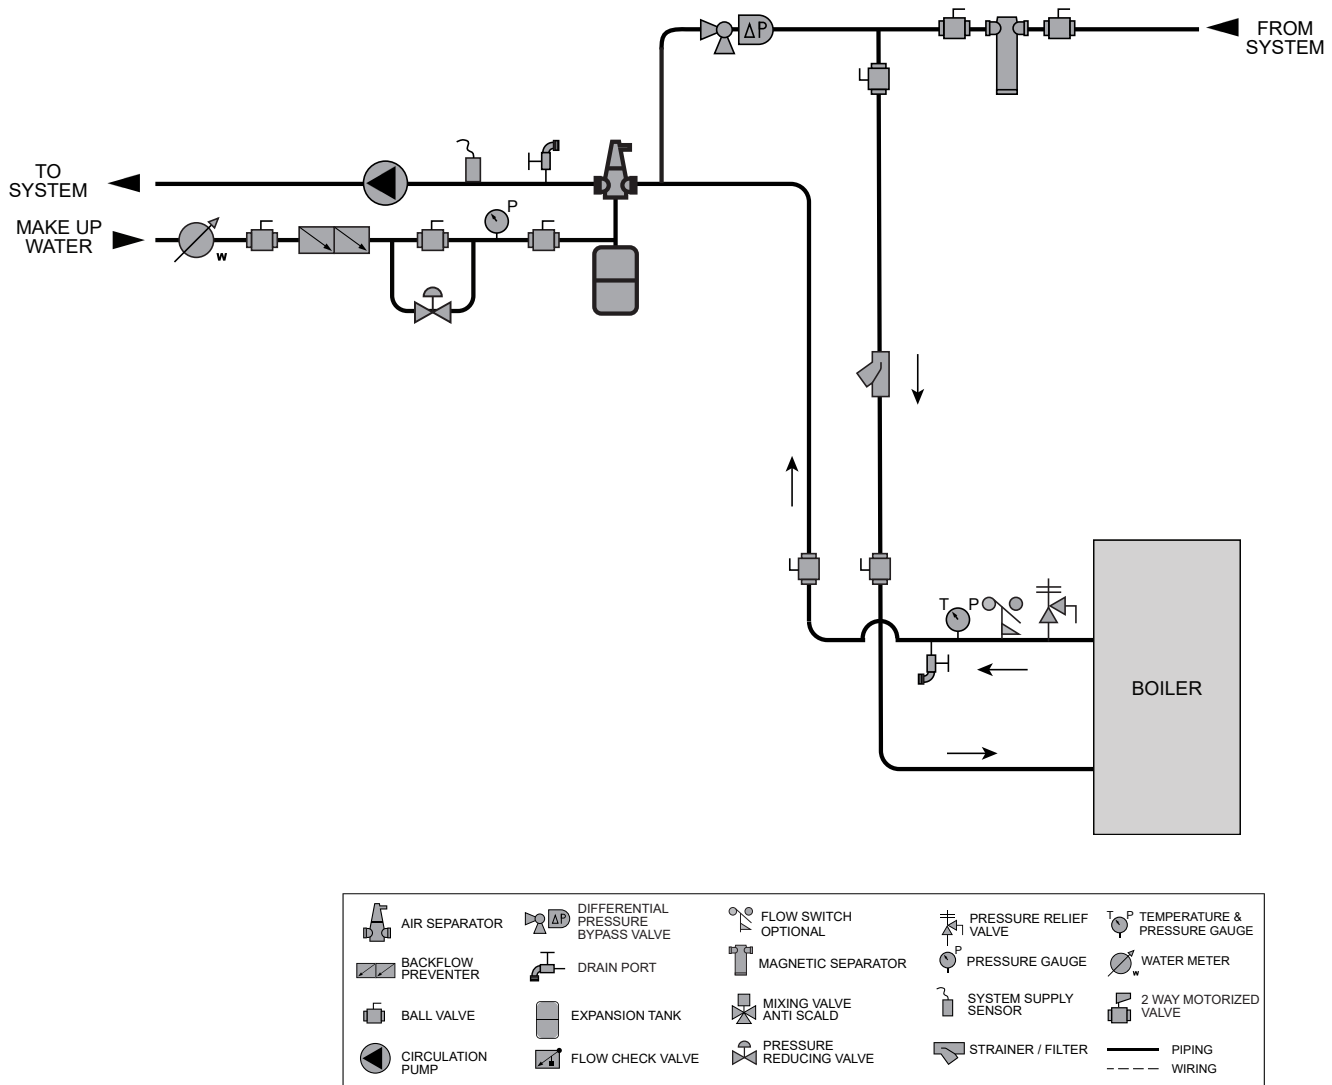 ΔP
FROM
SYSTEM
TO
SYSTEM
MAKE UP
WATER
P
w
T
P
BOILER
AIR SEPARATOR
ΔP
DIFFERENTIAL
PRESSURE
BYPASS VALVE
FLOW SWITCH
OPTIONAL
PRESSURE RELIEF
VALVE
T
P
TEMPERATURE &
PRESSURE GAUGE
BACKFLOW
PREVENTER
DRAIN PORT
MAGNETIC SEPARATOR
P
PRESSURE GAUGE
w
WATER METER
BALL VALVE
EXPANSION TANK
MIXING VALVE
ANTI SCALD
SYSTEM SUPPLY
SENSOR
2 WAY MOTORIZED
VALVE
CIRCULATION
PUMP
FLOW CHECK VALVE
PRESSURE
REDUCING VALVE
STRAINER / FILTER
PIPING
WIRING